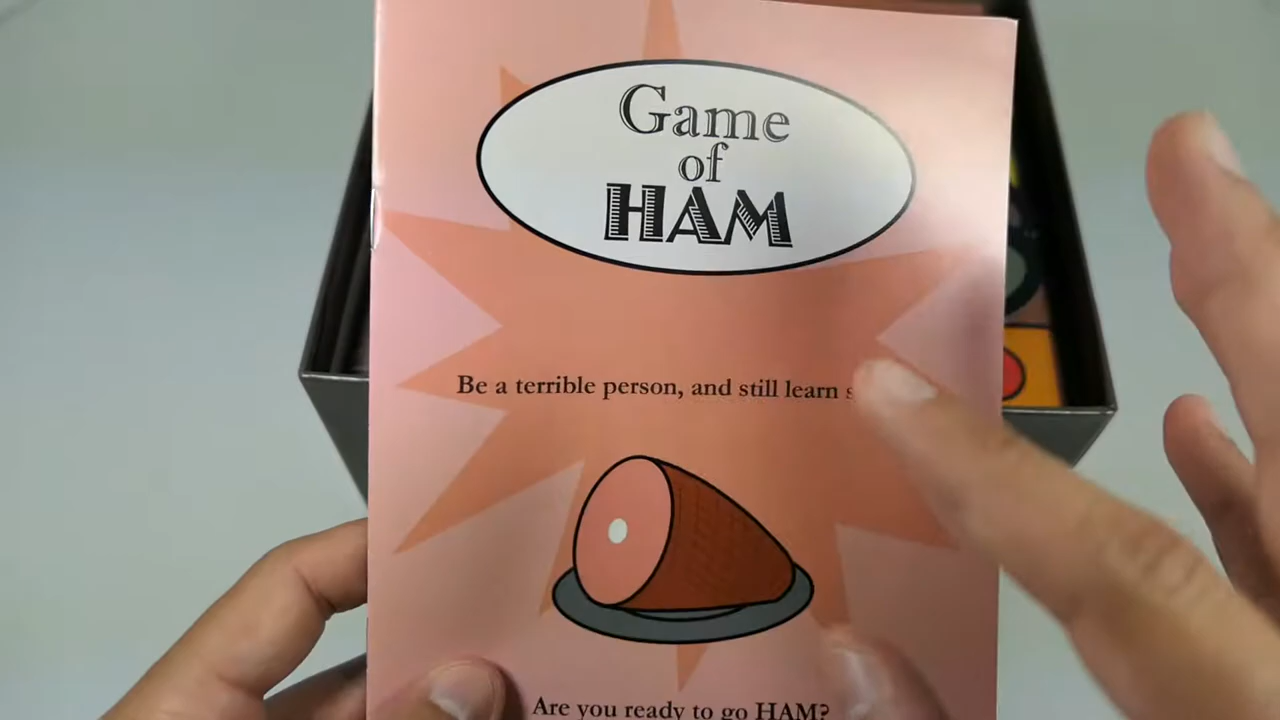 Game
of
HAM
Be a terrible person, and still learn
Are you ready to go HAM?